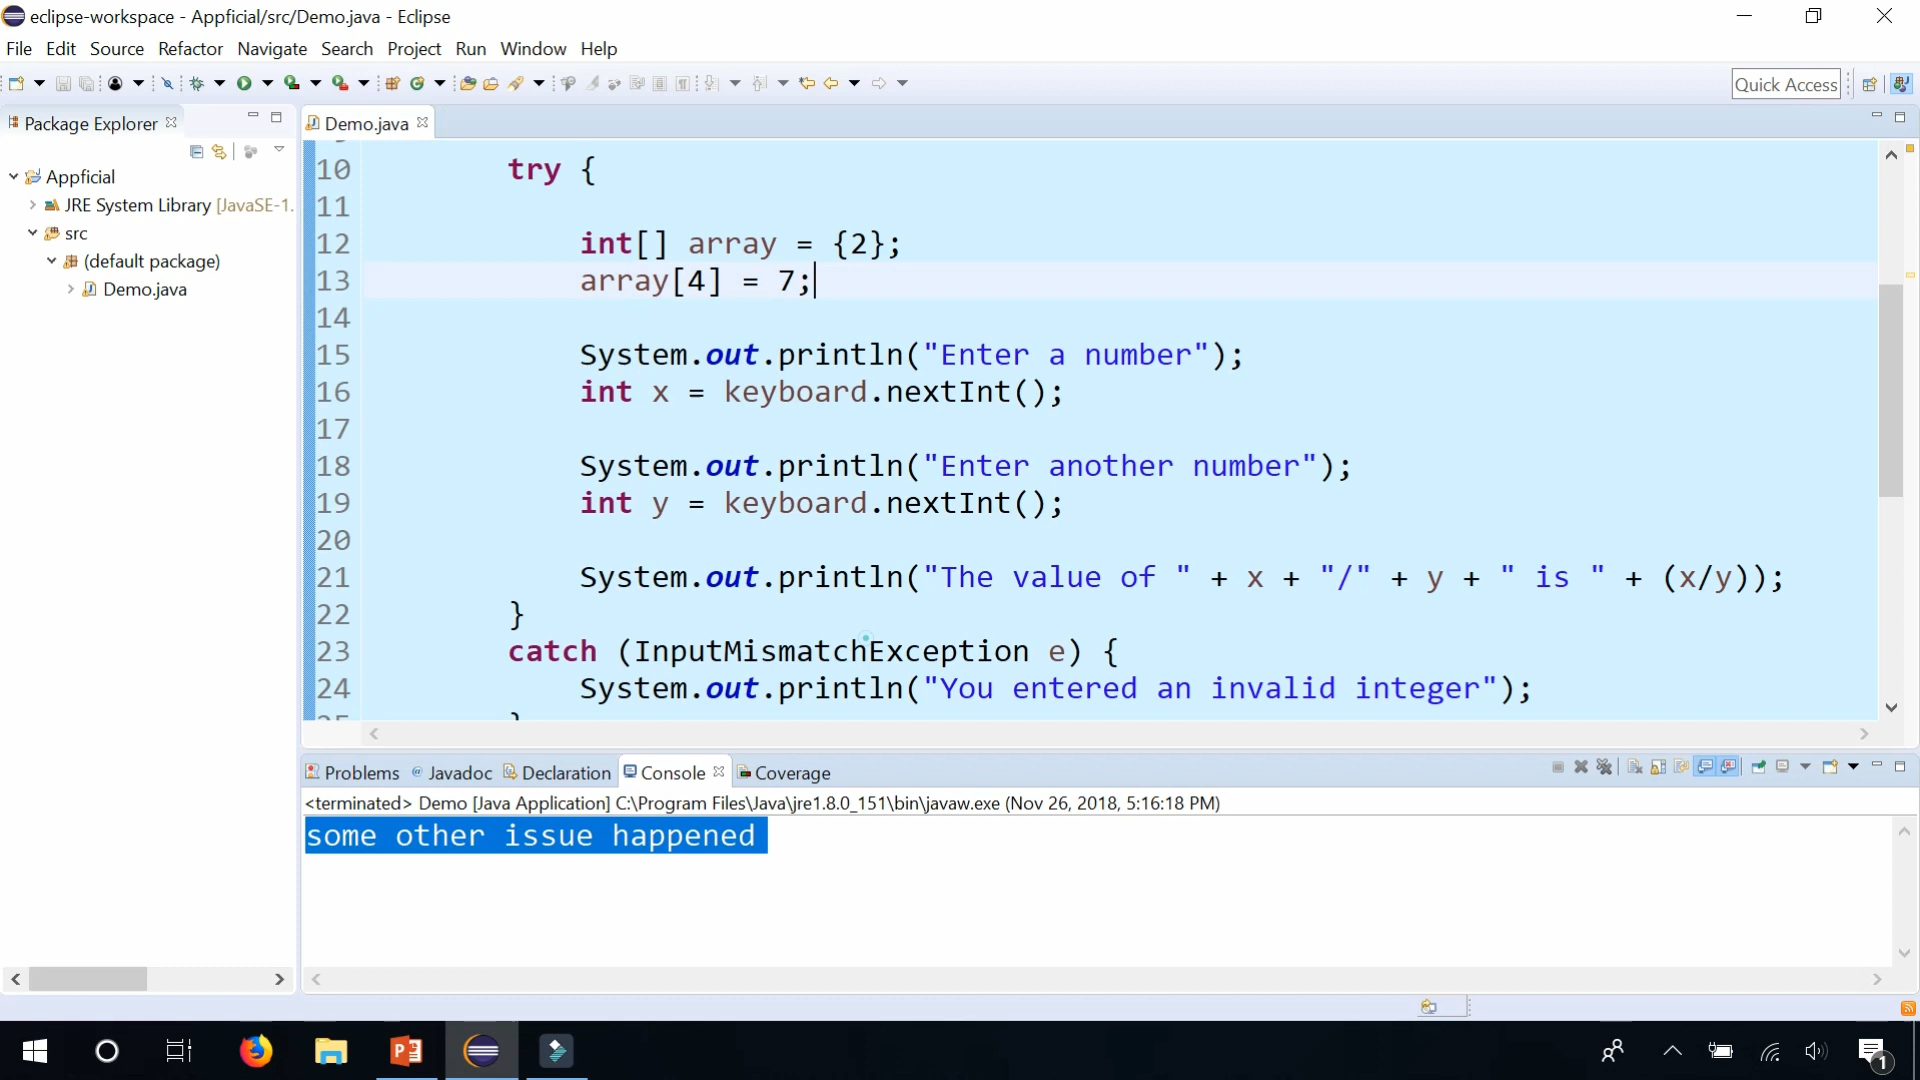 eclipse-workspace - Appficial/src/Demo.java - Eclipse
File Edit Source Refactor Navigate Search Project Run Window Help
Quick Access
Package Explorer
Demo.java
Appficial
JRE System Library [JavaSE-1.
src
(default package)
Demo.java
10 try {
11
12 int[] array = {2};
13 array[4] = 7;
14
15 System.out.println("Enter a number");
16 int x = keyboard.nextInt();
17
18 System.out.println("Enter another number");
19 int y = keyboard.nextInt();
20
21 System.out.println("The value of " + x + "/" + y + " is " + (x/y));
22 }
23 catch (InputMismatchException e) {
24 System.out.println("You entered an invalid integer");
Problems @ Javadoc Declaration Console Coverage
<terminated> Demo [Java Application] C:\Program Files\Java\jre1.8.0_151\bin\javaw.exe (Nov 26, 2018, 5:16:18 PM)
some other issue happened
1